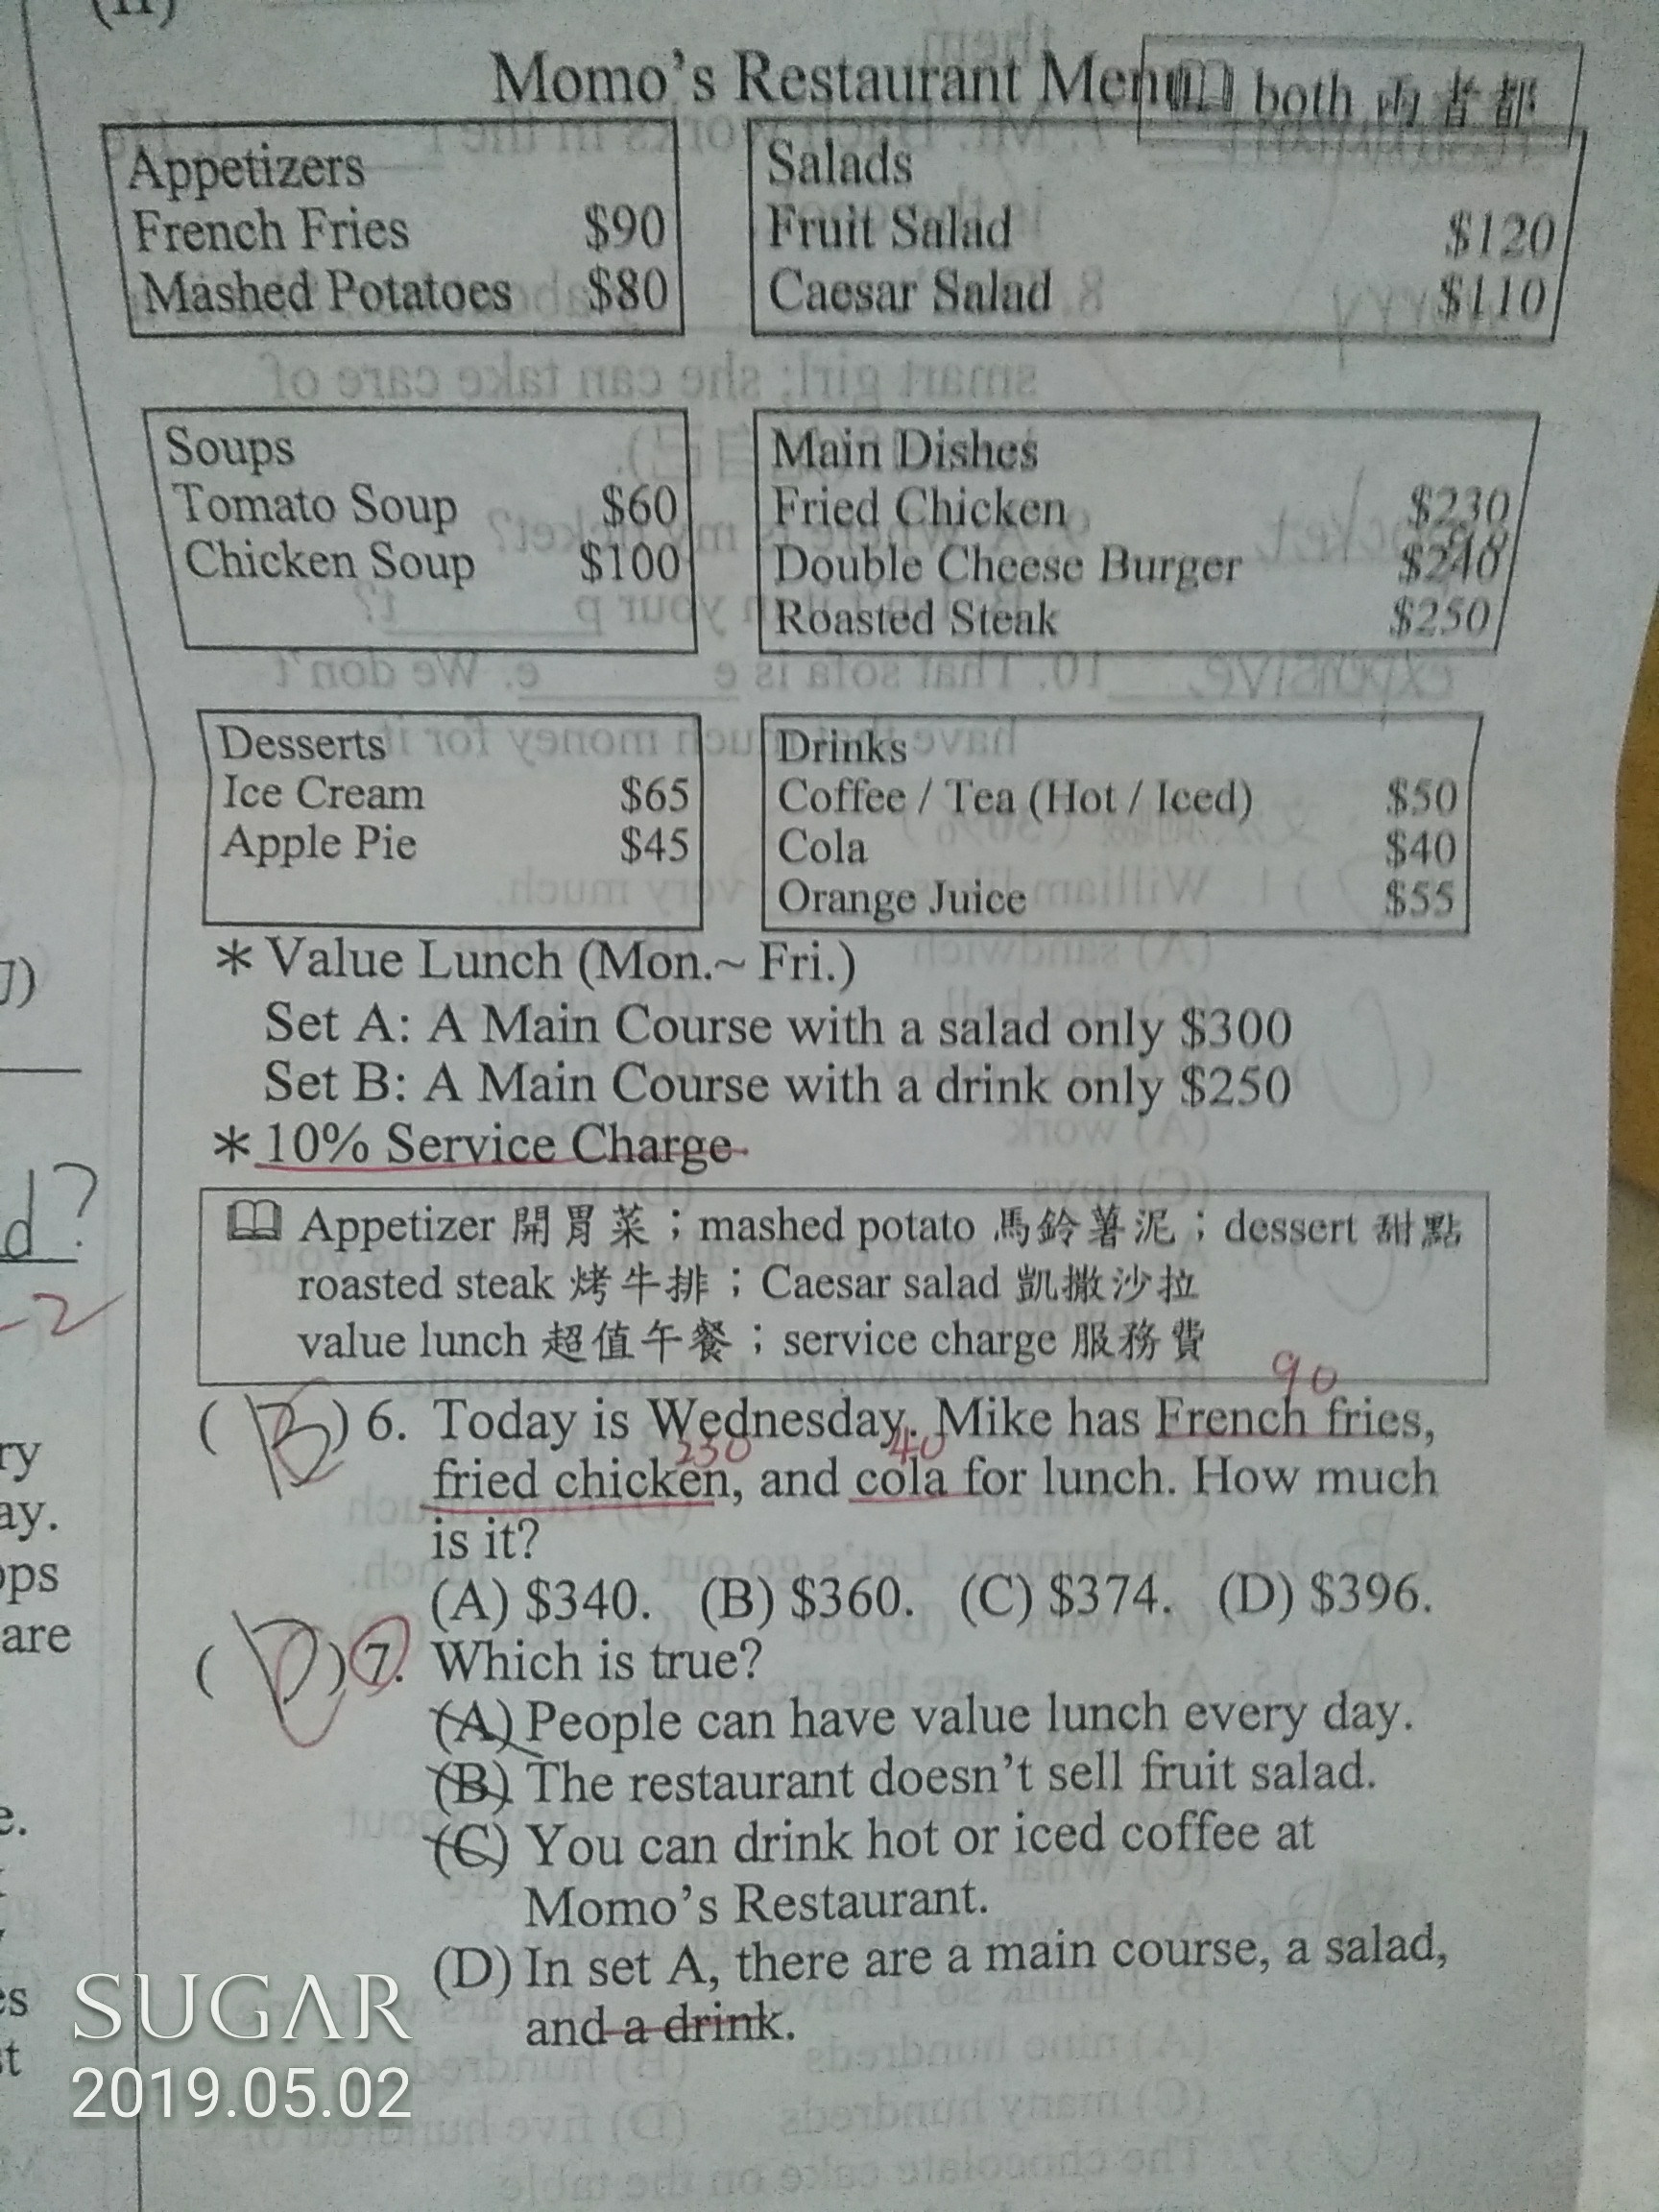 Momo's Restaurant Menu
both 兩者都
Appetizers
French Fries $90
Mashed Potatoes $80
Salads
Fruit Salad $120
Caesar Salad $110
Soups
Tomato Soup $60
Chicken Soup $100
Main Dishes
Fried Chicken $230
Double Cheese Burger $240
Roasted Steak $250
Desserts
Ice Cream $65
Apple Pie $45
Drinks
Coffee / Tea (Hot / Iced) $50
Cola $40
Orange Juice $55
＊Value Lunch (Mon.~ Fri.)
Set A: A Main Course with a salad only $300
Set B: A Main Course with a drink only $250
＊10% Service Charge
Appetizer 開胃菜；mashed potato 馬鈴薯泥；dessert 甜點
roasted steak 烤牛排；Caesar salad 凱撒沙拉
value lunch 超值午餐；service charge 服務費
90
( B ) 6. Today is Wednesday. Mike has French fries,
230 40
fried chicken, and cola for lunch. How much
is it?
(A) $340. (B) $360. (C) $374. (D) $396.
( D ) 7. Which is true?
(A) People can have value lunch every day.
(B) The restaurant doesn't sell fruit salad.
(C) You can drink hot or iced coffee at
Momo's Restaurant.
(D) In set A, there are a main course, a salad,
and a drink.
d?
-2
ry
ay.
ops
are
e.
es
st
SUGAR
2019.05.02